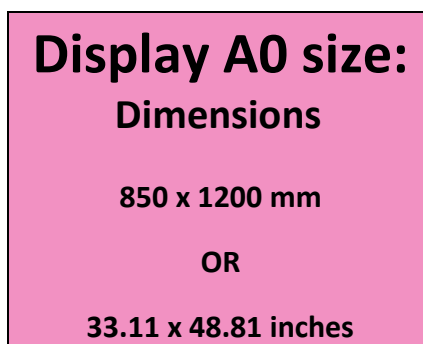 Display A0 size:
Dimensions
850 x 1200 mm
OR
33.11 x 48.81 inches